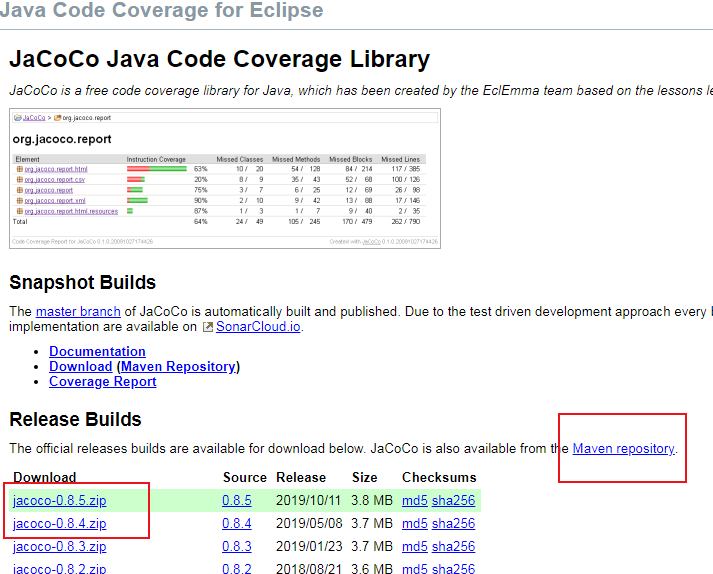 Java Code Coverage for Eclipse
JaCoCo Java Code Coverage Library
JaCoCo is a free code coverage library for Java, which has been created by the EclEmma team based on the lessons le
JaCoCo > org.jacoco.report
org.jacoco.report
Element Instruction Coverage Missed Classes Missed Methods Missed Blocks Missed Lines
org.jacoco.report.html 63% 10 / 20 54 / 128 84 / 214 117 / 385
org.jacoco.report.csv 20% 8 / 9 35 / 43 52 / 68 100 / 126
org.jacoco.report 75% 3 / 7 6 / 25 12 / 69 26 / 98
org.jacoco.report.xml 90% 2 / 10 9 / 42 13 / 88 17 / 146
org.jacoco.report.html.resources 87% 1 / 3 1 / 7 9 / 40 2 / 35
Total 64% 24 / 49 105 / 245 170 / 479 262 / 790
Code Coverage Report for JaCoCo 0.1.0.20091027174426 Created with JaCoCo 0.1.0.20091027174426
Snapshot Builds
The master branch of JaCoCo is automatically built and published. Due to the test driven development approach every b
implementation are available on SonarCloud.io.
• Documentation
• Download (Maven Repository)
• Coverage Report
Release Builds
The official releases builds are available for download below. JaCoCo is also available from the Maven repository.
Download Source Release Size Checksums
jacoco-0.8.5.zip 0.8.5 2019/10/11 3.8 MB md5 sha256
jacoco-0.8.4.zip 0.8.4 2019/05/08 3.7 MB md5 sha256
jacoco-0.8.3.zip 0.8.3 2019/01/23 3.7 MB md5 sha256
jacoco-0.8.2.zip 0.8.2 2018/08/21 3.6 MB md5 sha256